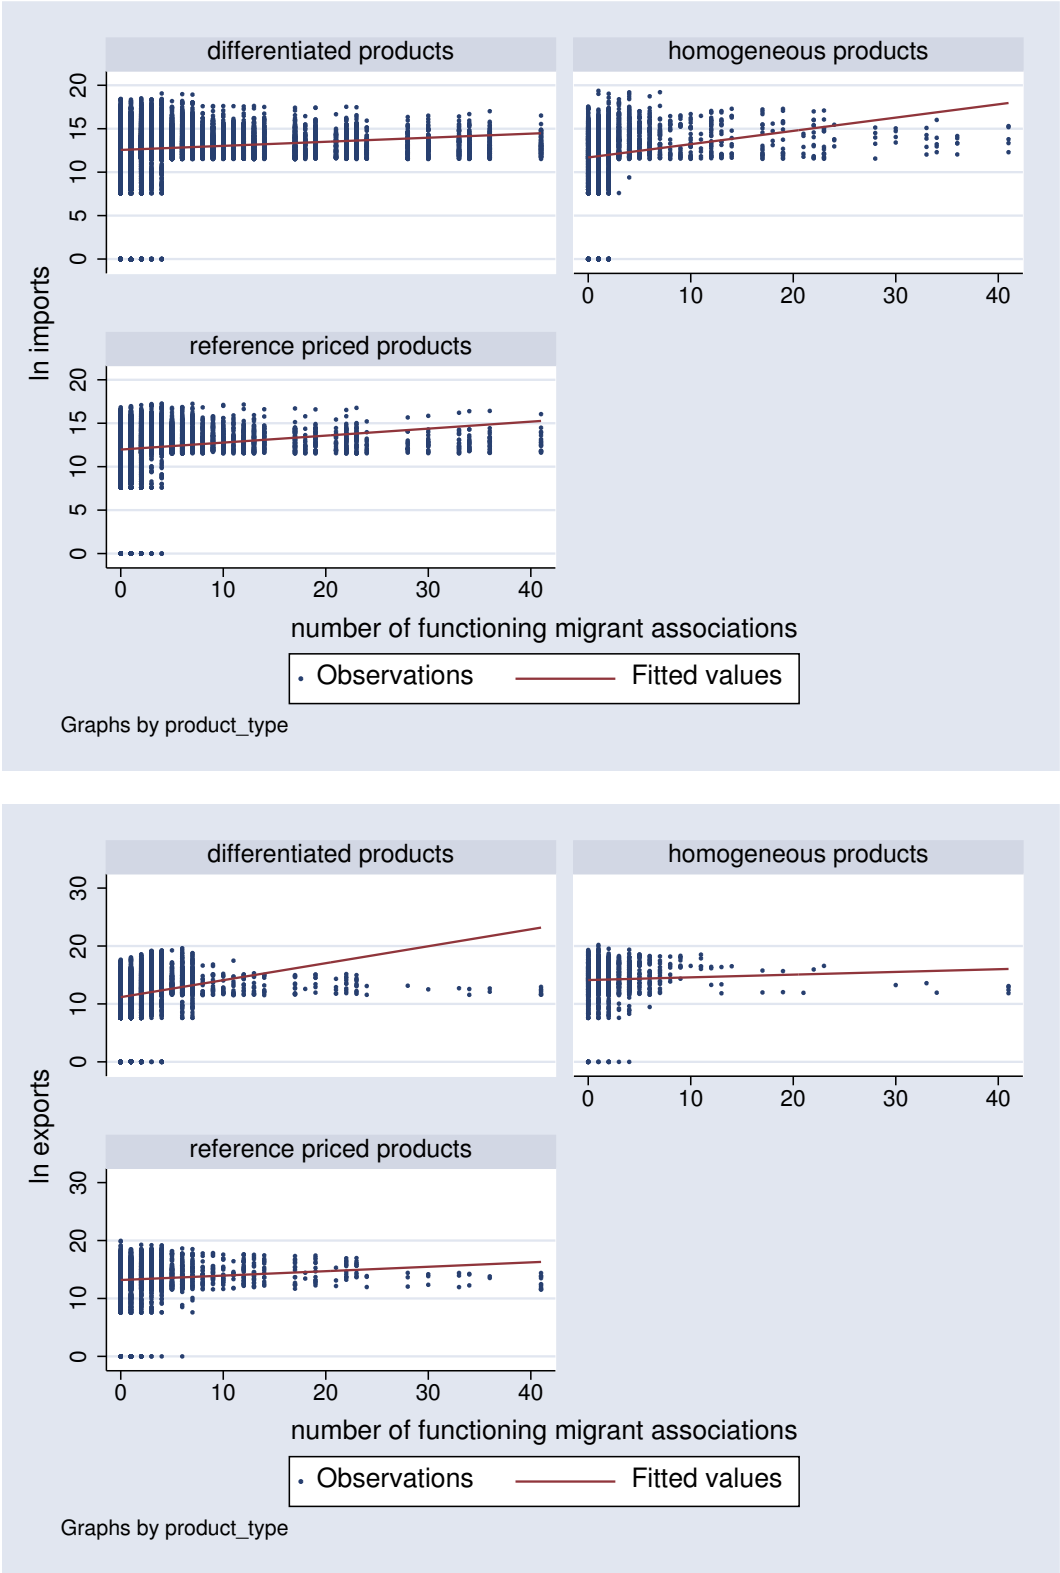 differentiated products
homogeneous products
20
15
10
5
0
0 10 20 30 40
ln imports
reference priced products
20
15
10
5
0
0 10 20 30 40
number of functioning migrant associations
Observations Fitted values
Graphs by product_type
differentiated products
homogeneous products
30
20
10
0
0 10 20 30 40
ln exports
reference priced products
30
20
10
0
0 10 20 30 40
number of functioning migrant associations
Observations Fitted values
Graphs by product_type